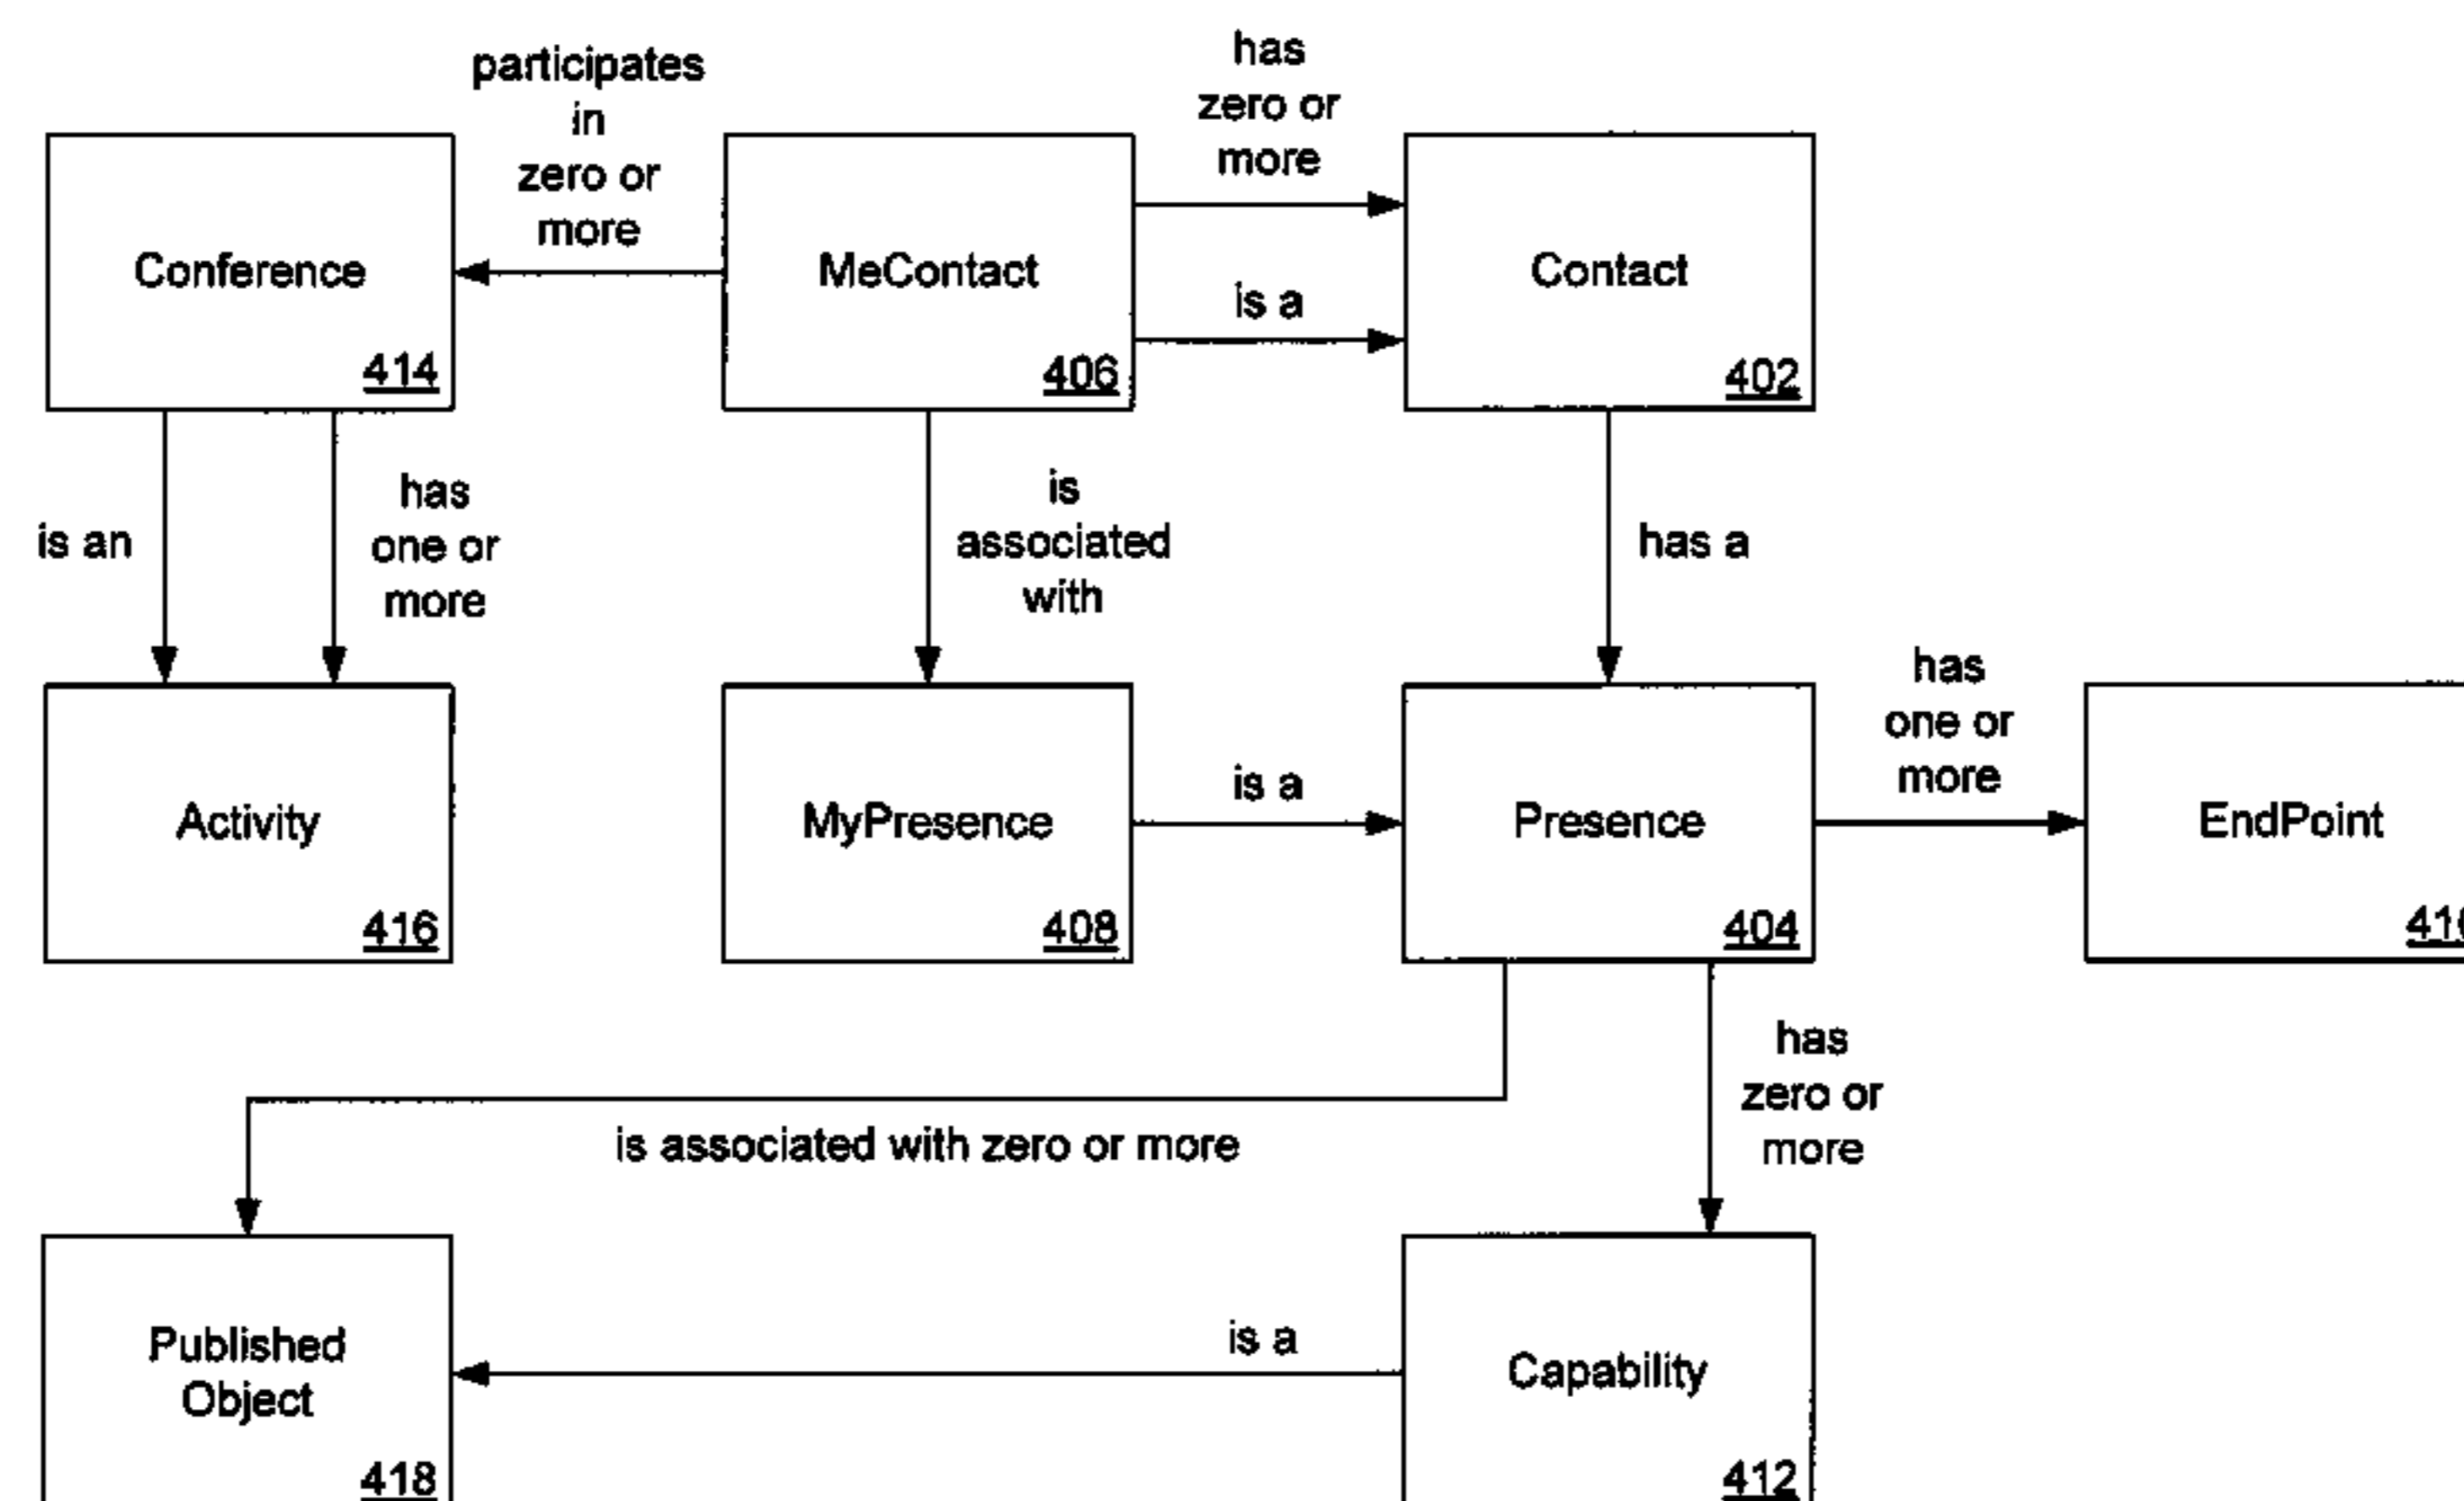 participates
in
zero or
more
has
zero or
more
Conference
414
MeContact
406
is a
Contact
402
is an
has
one or
more
is
associated
with
has a
Activity
416
MyPresence
408
is a
Presence
404
has
one or
more
EndPoint
is associated with zero or more
has
zero or
more
Published
Object
418
is a
Capability
412